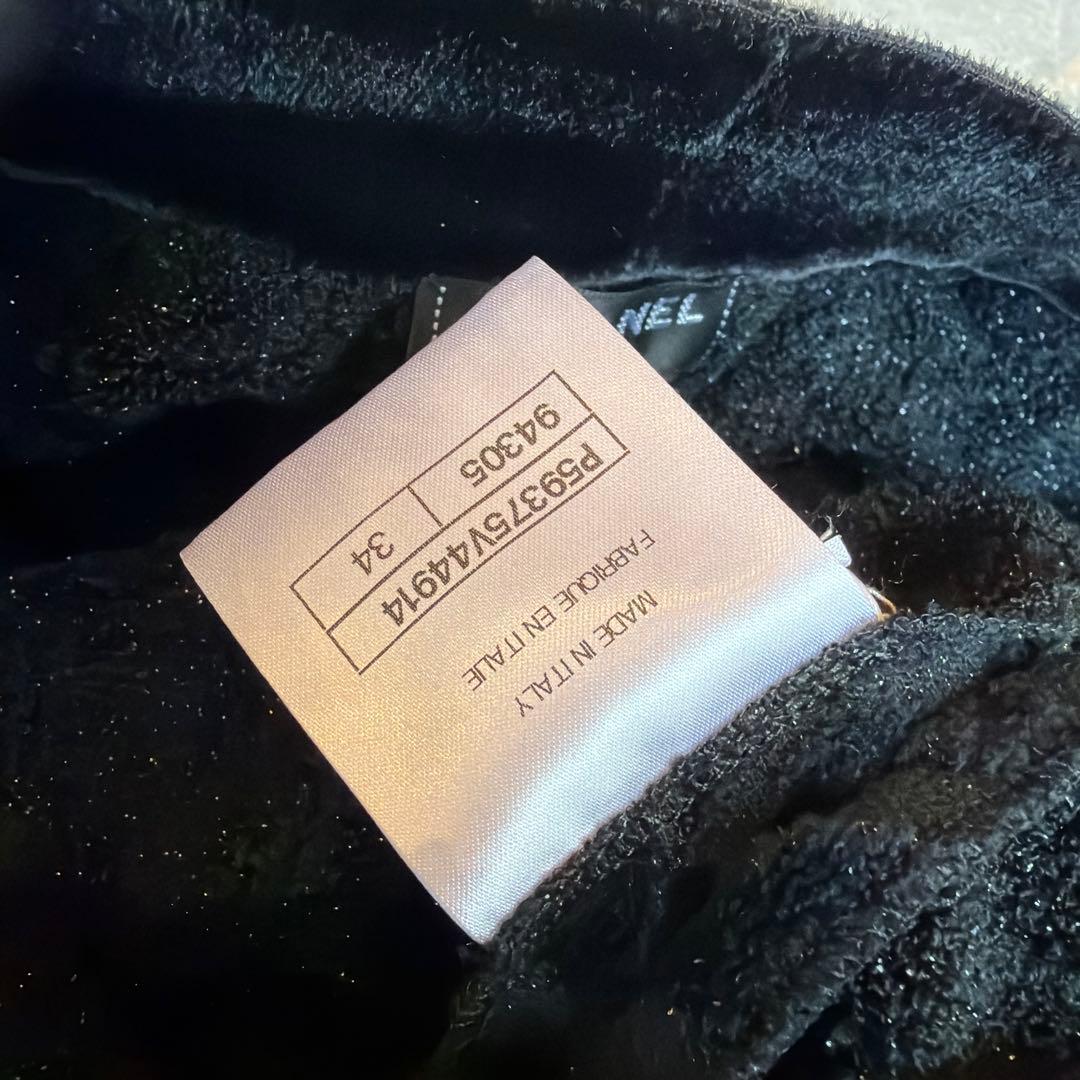 NEL
P59375V44914
94305 34
FABRIQUE EN ITALIE
MADE IN ITALY